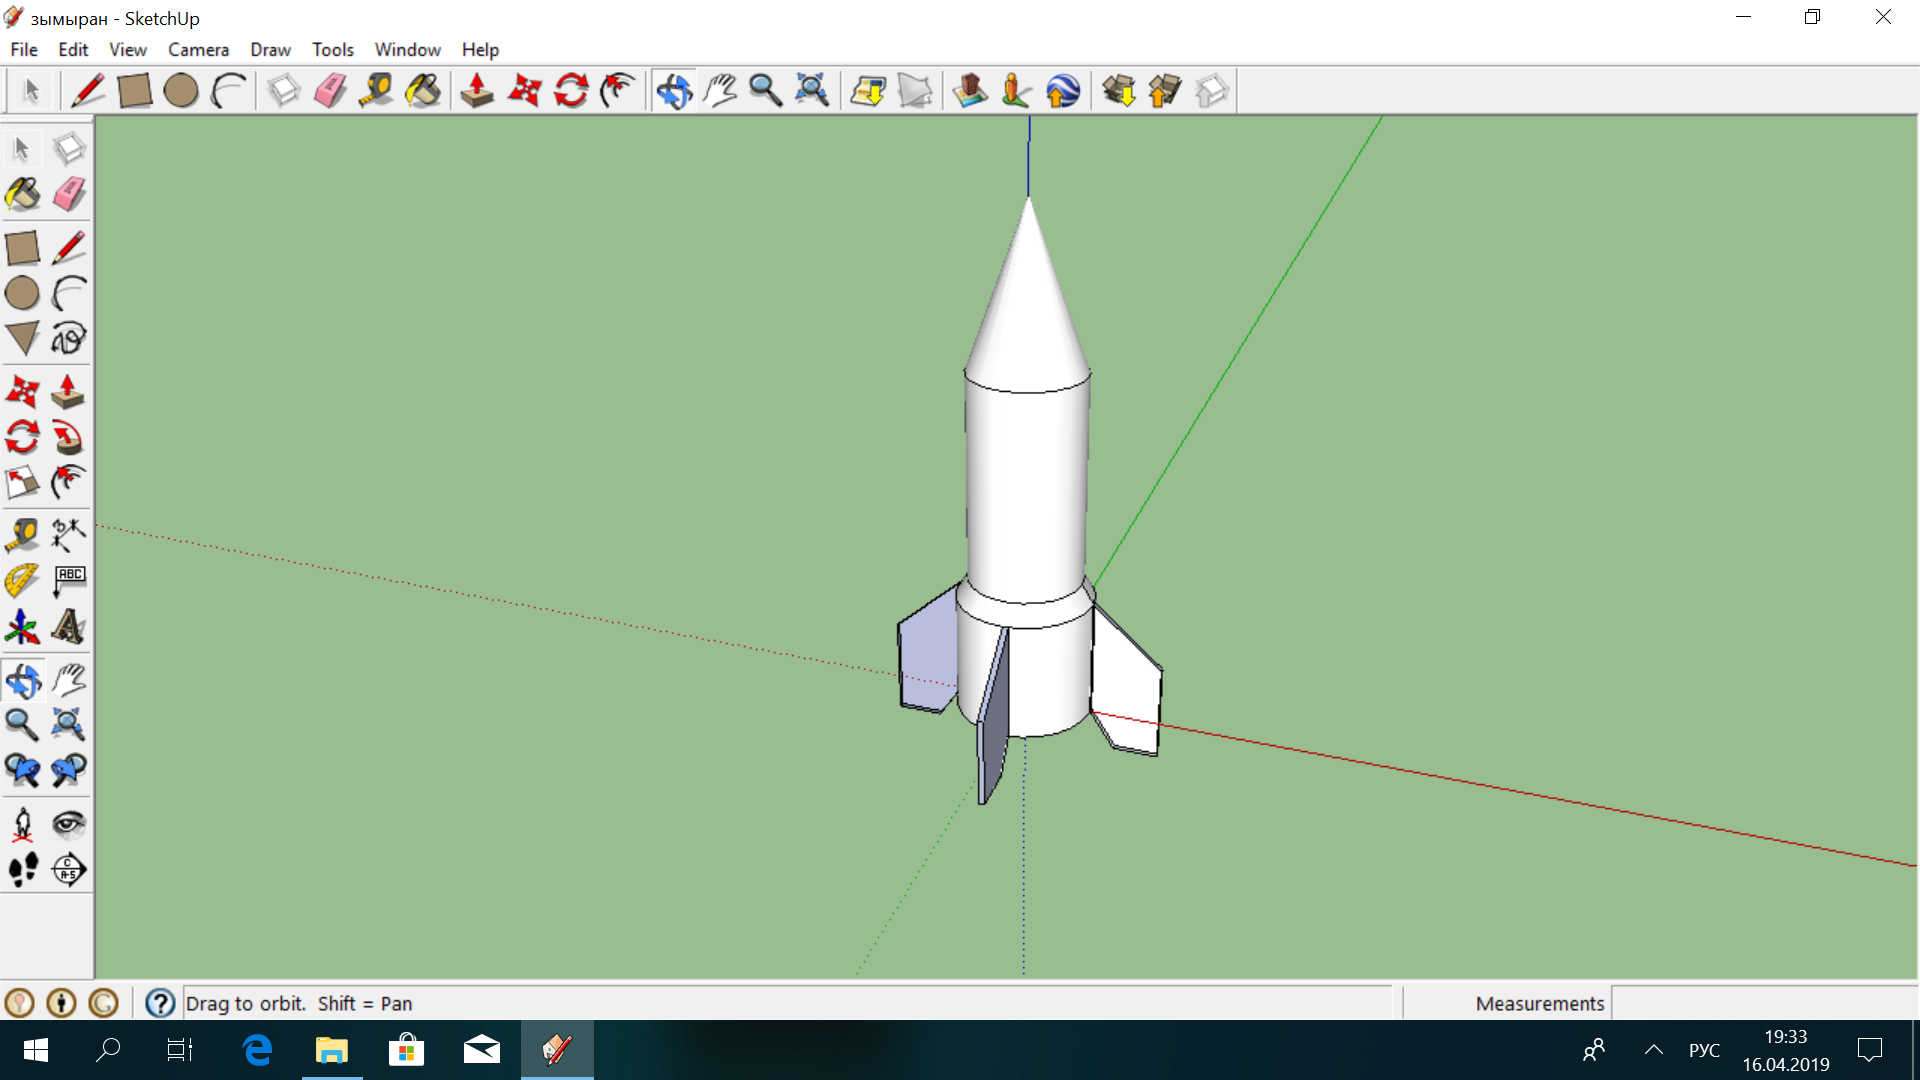 зымыран - SketchUp
File Edit View Camera Draw Tools Window Help
ABC
A
C
A-5
Drag to orbit. Shift = Pan
Measurements
РУС
19:33
16.04.2019